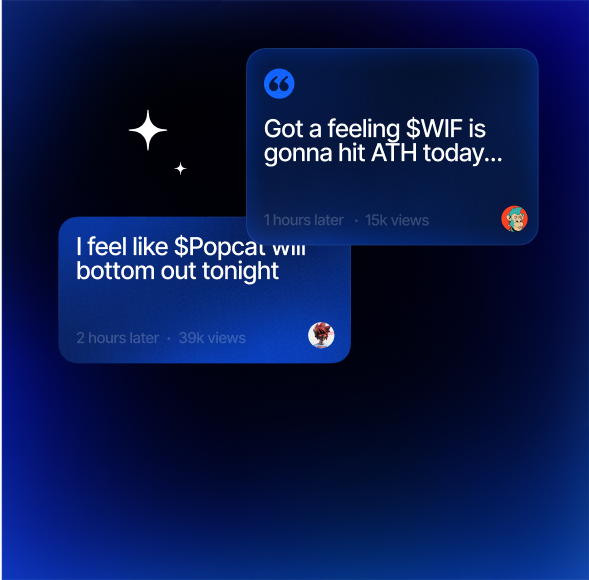 Got a feeling $WIF is
gonna hit ATH today...
1 hours later · 15k views
I feel like $Popcat will
bottom out tonight
2 hours later · 39k views